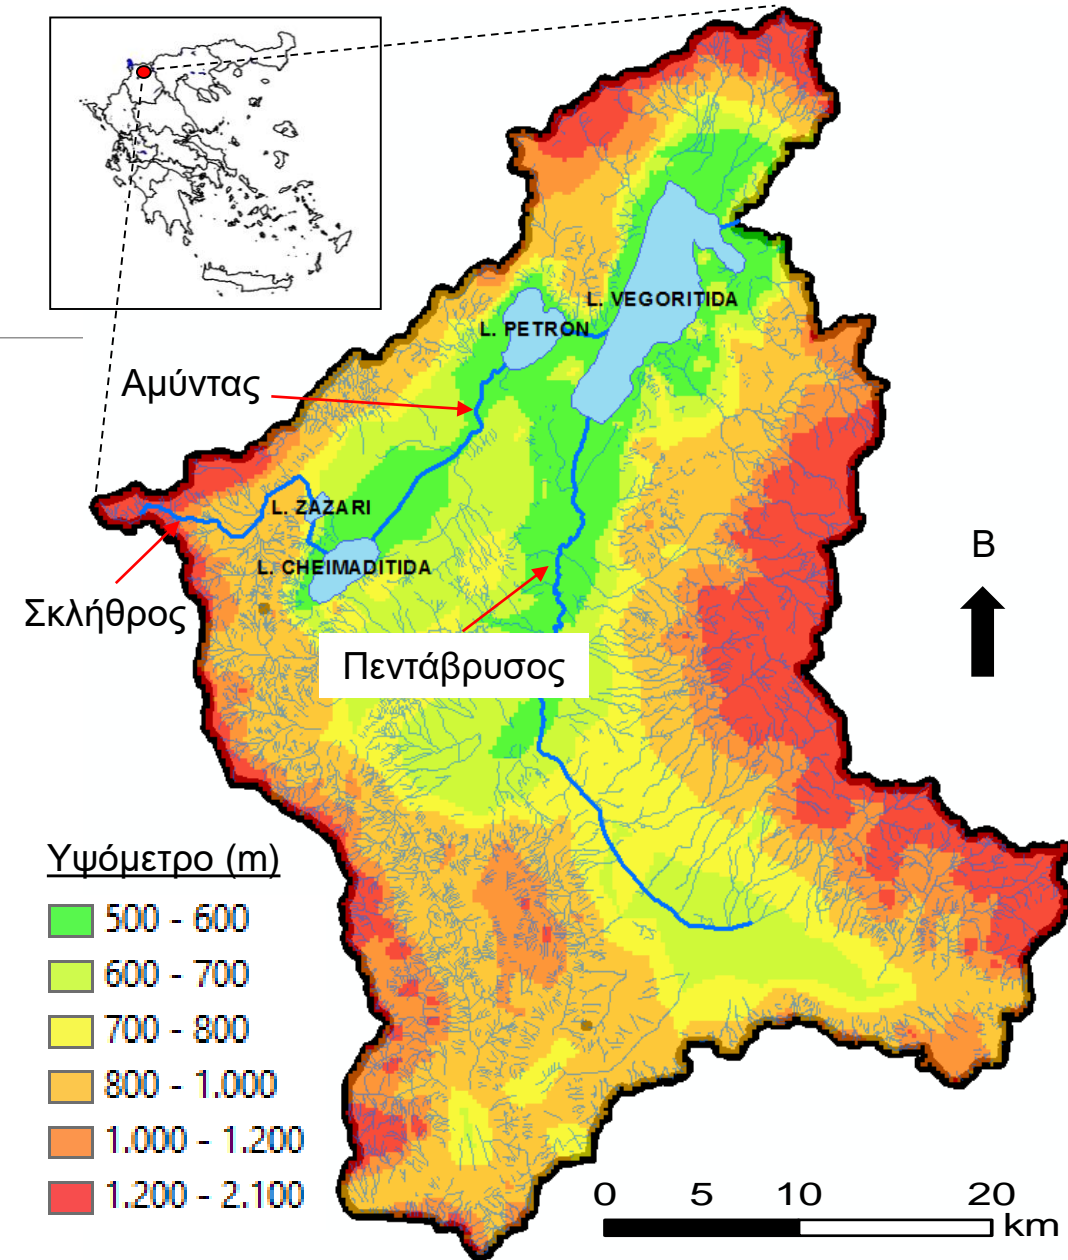 L. VEGORITIDA
L. PETRON
Αμύντας
L. ZAZARI
L. CHEIMADITIDA
Β
Σκλήθρος
Πεντάβρυσος
Υψόμετρο (m)
500 - 600
600 - 700
700 - 800
800 - 1.000
1.000 - 1.200
1.200 - 2.100
0 5 10 20
km